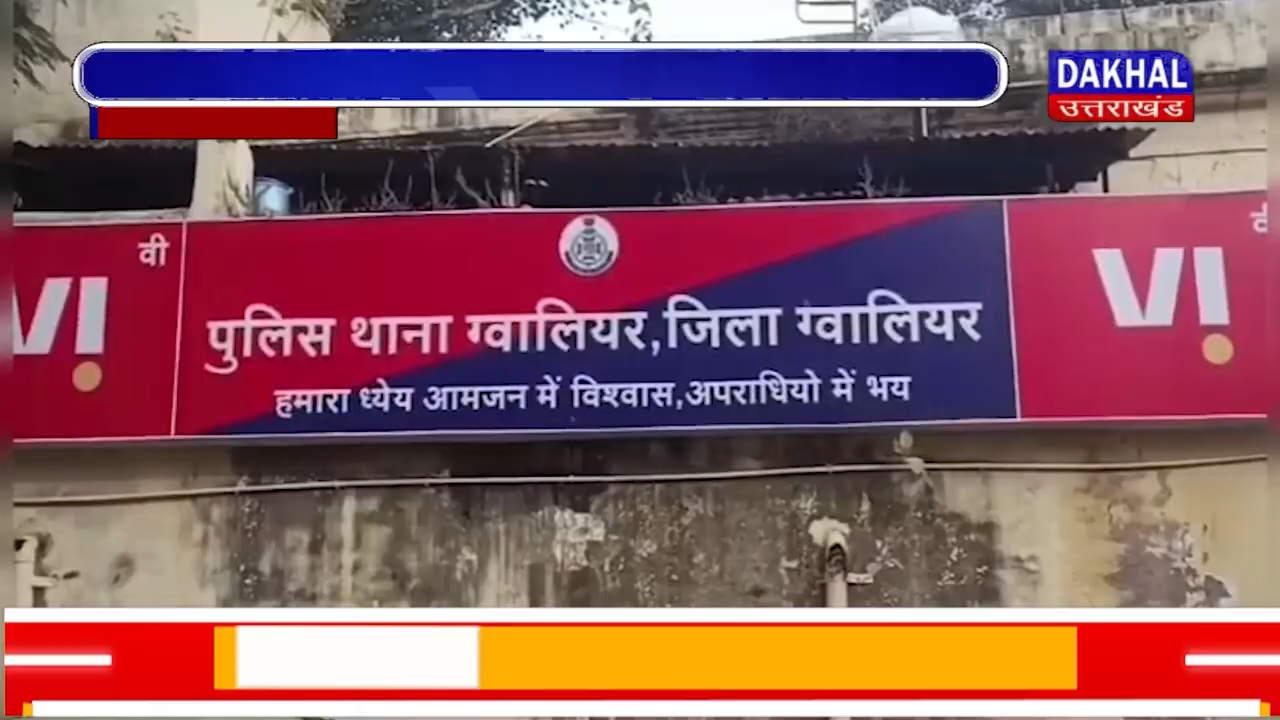 DAKHAL
उत्तराखंड
वी
VI
पुलिस थाना ग्वालियर,जिला ग्वालियर
हमारा ध्येय आमजन में विश्वास,अपराधियो में भय
VI